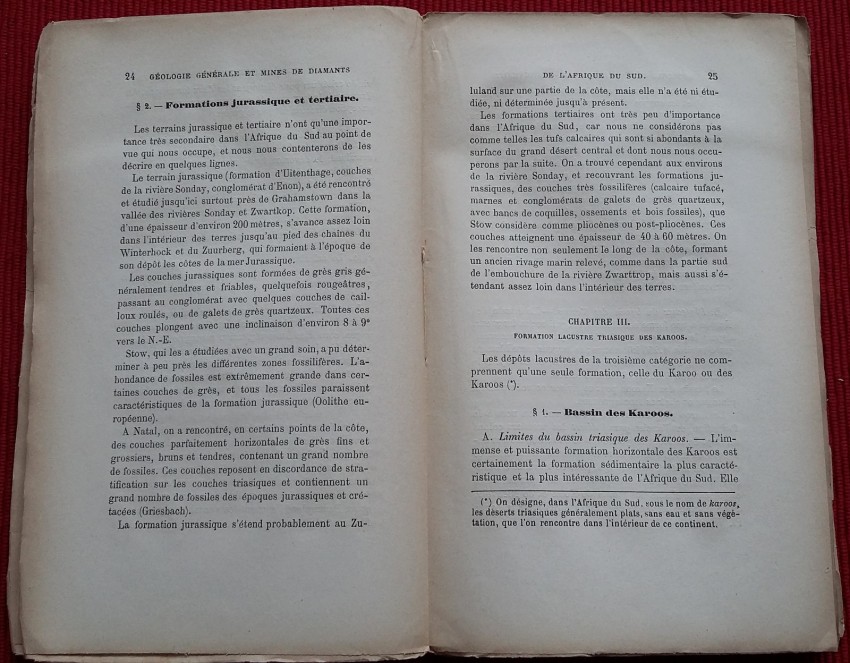 24 GÉOLOGIE GÉNÉRALE ET MINES DE DIAMANTS
§ 2. — Formations jurassique et tertiaire.
Les terrains jurassique et tertiaire n'ont qu'une impor-
tance très secondaire dans l'Afrique du Sud au point de
vue qui nous occupe, et nous nous contenterons de les
décrire en quelques lignes.
Le terrain jurassique (formation d'Uitenthage, couches
de la rivière Sonday, conglomérat d'Enon), a été rencontré
et étudié jusqu'ici surtout près de Grahamstown dans la
vallée des rivières Sonday et Zwartkop. Cette formation,
d'une épaisseur d'environ 200 mètres, s'avance assez loin
dans l'intérieur des terres jusqu'au pied des chaînes du
Winterhock et du Zuurberg, qui formaient à l'époque de
son dépôt les côtes de la mer Jurassique.
Les couches jurassiques sont formées de grès gris gé-
néralement tendres et friables, quelquefois rougeâtres,
passant au conglomérat avec quelques couches de cail-
loux roulés, ou de galets de grès quartzeux. Toutes ces
couches plongent avec une inclinaison d'environ 8 à 9°
vers le N.-E.
Stow, qui les a étudiées avec un grand soin, a pu déter-
miner à peu près les différentes zones fossilifères. L'a-
bondance de fossiles est extrêmement grande dans cer-
taines couches de grès, et tous les fossiles paraissent
caractéristiques de la formation jurassique (Oolithe eu-
ropéenne).
A Natal, on a rencontré, en certains points de la côte,
des couches parfaitement horizontales de grès fins et
grossiers, bruns et tendres, contenant un grand nombre
de fossiles. Ces couches reposent en discordance de stra-
tification sur les couches triasiques et contiennent un
grand nombre de fossiles des époques jurassiques et cré-
tacées (Griesbach).
La formation jurassique s'étend probablement au Zu-
DE L'AFRIQUE DU SUD. 25
luland sur une partie de la côte, mais elle n'a été ni étu-
diée, ni déterminée jusqu'à présent.
Les formations tertiaires ont très peu d'importance
dans l'Afrique du Sud, car nous ne considérons pas
comme telles les tufs calcaires qui sont si abondants à la
surface du grand désert central et dont nous nous occu-
perons par la suite. On a trouvé cependant aux environs
de la rivière Sonday, et recouvrant les formations ju-
rassiques, des couches très fossilifères (calcaire tufacé,
marnes et conglomérats de galets de grès quartzeux,
avec bancs de coquilles, ossements et bois fossiles), que
Stow considère comme pliocènes ou post-pliocènes. Ces
couches atteignent une épaisseur de 40 à 60 mètres. On
les rencontre non seulement le long de la côte, formant
un ancien rivage marin relevé, comme dans la partie sud
de l'embouchure de la rivière Zwarttrop, mais aussi s'é-
tendant assez loin dans l'intérieur des terres.
CHAPITRE III.
FORMATION LACUSTRE TRIASIQUE DES KAROOS.
Les dépôts lacustres de la troisième catégorie ne com-
prennent qu'une seule formation, celle du Karoo ou des
Karoos (*).
§ 1. — Bassin des Karoos.
A. Limites du bassin triasique des Karoos. — L'im-
mense et puissante formation horizontale des Karoos est
certainement la formation sédimentaire la plus caracté-
ristique et la plus intéressante de l'Afrique du Sud. Elle
(*) On désigne, dans l'Afrique du Sud, sous le nom de karoos,
les déserts triasiques généralement plats, sans eau et sans végé-
tation, que l'on rencontre dans l'intérieur de ce continent.